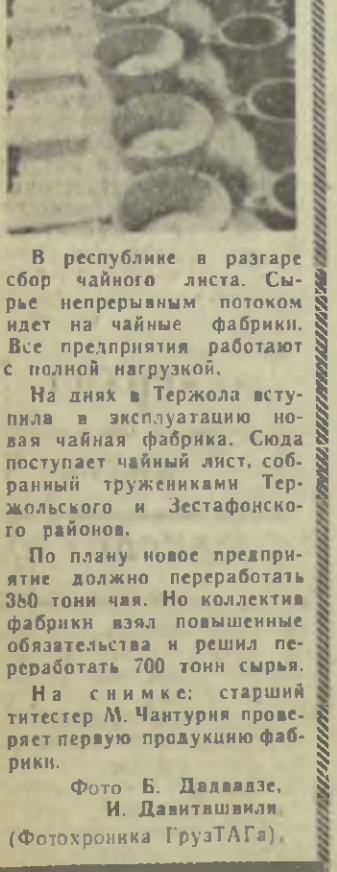 В республике в разгаре
сбор чайного листа. Сы-
рье непрерывным потоком
идет на чайные фабрики.
Все предприятия работают
с полной нагрузкой.
На днях в Тержола всту-
пила в эксплуатацию но-
вая чайная фабрика. Сюда
поступает чайный лист, соб-
ранный тружениками Тер-
жольского и Зестафонско-
го районов.
По плану новое предпри-
ятие должно переработать
380 тонн чая. Но коллектив
фабрики взял повышенные
обязательства и решил пе-
реработать 700 тонн сырья.
На снимке: старший
титестер М. Чантурия прове-
ряет первую продукцию фаб-
рики.
Фото Б. Дадвадзе,
И. Давиташвили
(Фотохроника ГрузТАГа).